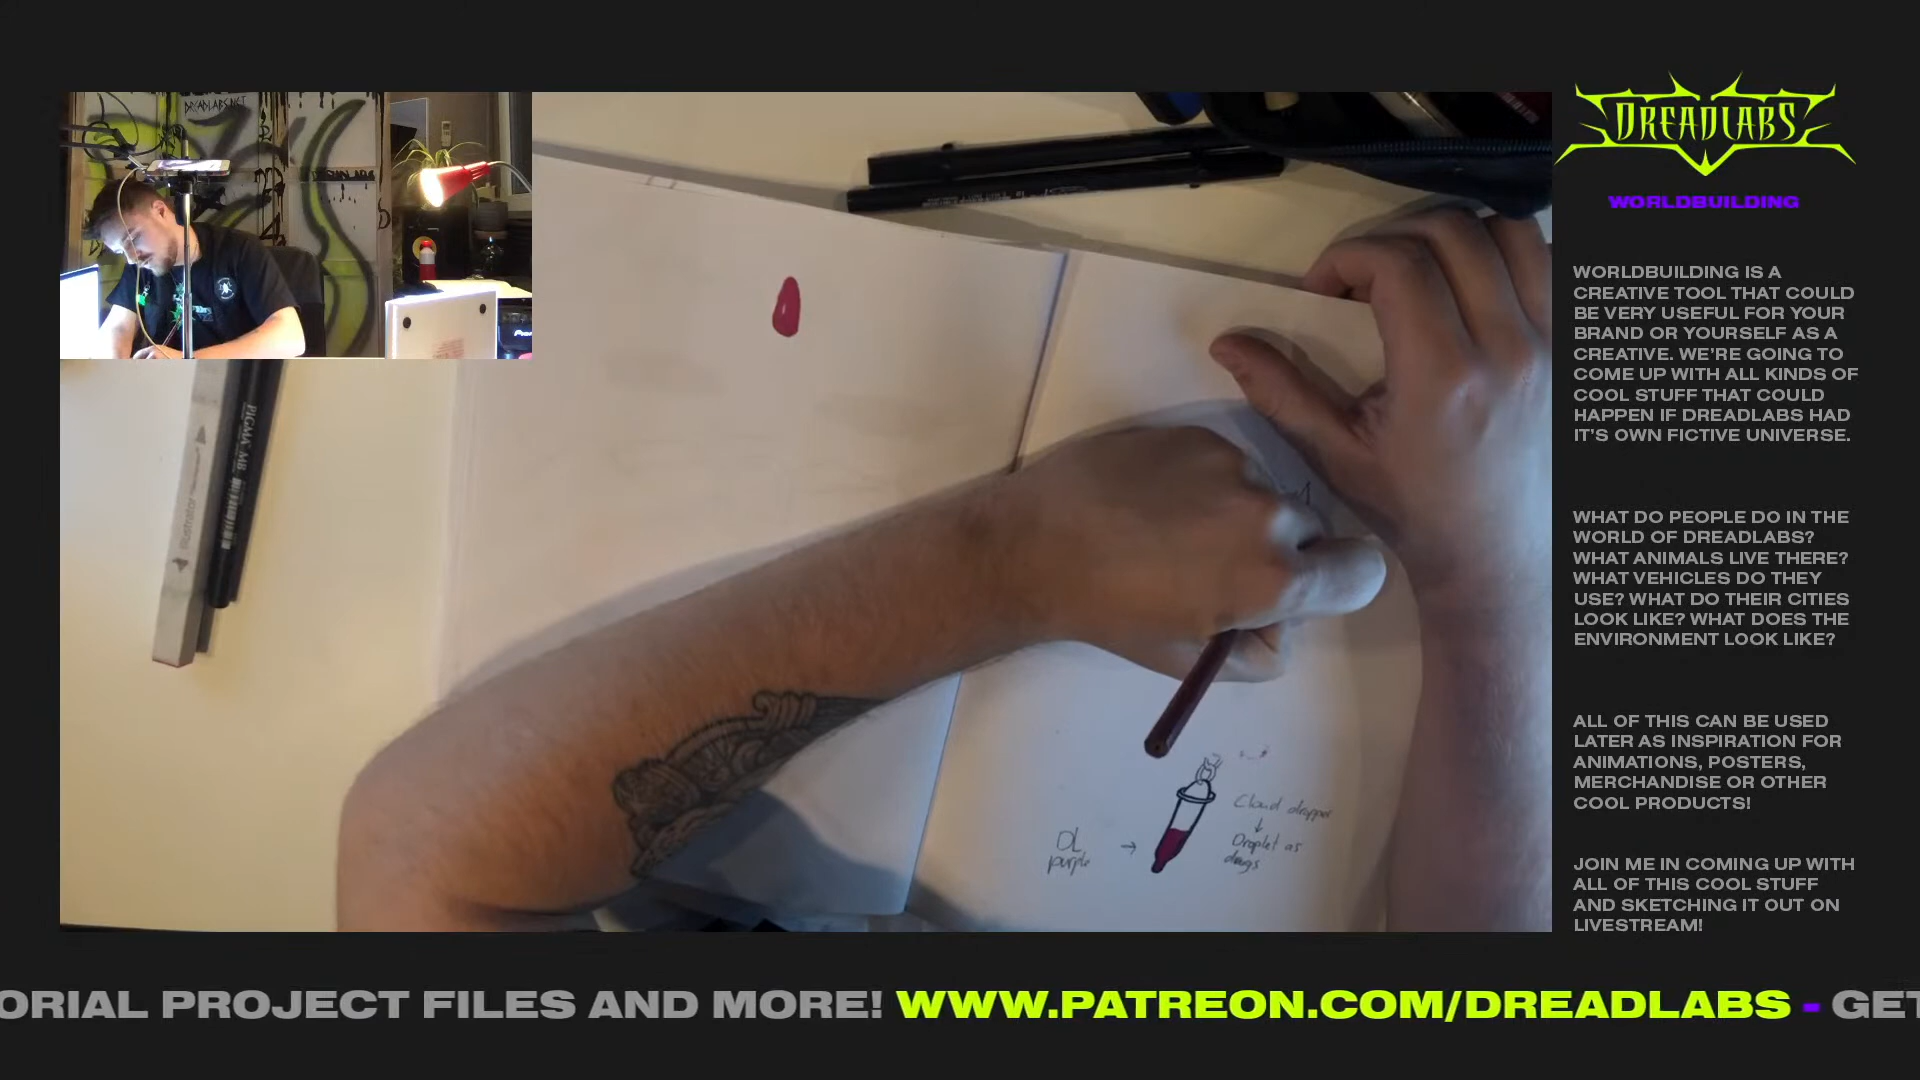 DREADLABS.NET
DREADLABS
WORLDBUILDING
WORLDBUILDING IS A
CREATIVE TOOL THAT COULD
BE VERY USEFUL FOR YOUR
BRAND OR YOURSELF AS A
CREATIVE. WE'RE GOING TO
COME UP WITH ALL KINDS OF
COOL STUFF THAT COULD
HAPPEN IF DREADLABS HAD
IT'S OWN FICTIVE UNIVERSE.
WHAT DO PEOPLE DO IN THE
WORLD OF DREADLABS?
WHAT ANIMALS LIVE THERE?
WHAT VEHICLES DO THEY
USE? WHAT DO THEIR CITIES
LOOK LIKE? WHAT DOES THE
ENVIRONMENT LOOK LIKE?
ALL OF THIS CAN BE USED
LATER AS INSPIRATION FOR
ANIMATIONS, POSTERS,
MERCHANDISE OR OTHER
COOL PRODUCTS!
JOIN ME IN COMING UP WITH
ALL OF THIS COOL STUFF
AND SKETCHING IT OUT ON
LIVESTREAM!
PIGMA MB
Cloud dropper
↓
Droplet as
drugs
DL →
purple
ORIAL PROJECT FILES AND MORE! WWW.PATREON.COM/DREADLABS - GET